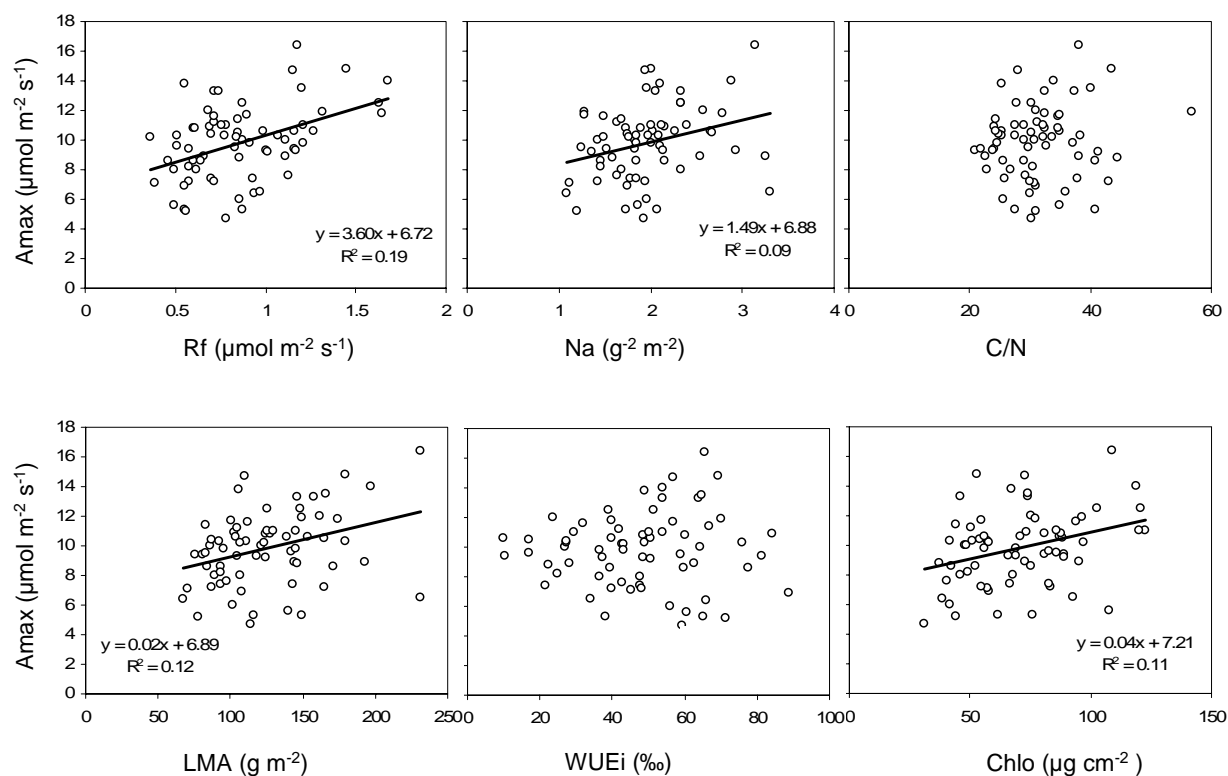 18
16
14
12
10
8
6
4
2
0
Amax (µmol m-2 s-1)
y = 3.60x + 6.72
R2 = 0.19
0 0.5 1 1.5 2
Rf (µmol m-2 s-1)
y = 1.49x + 6.88
R2 = 0.09
0 1 2 3 4
Na (g-2 m-2)
0 20 40 60
C/N
18
16
14
12
10
8
6
4
2
0
Amax (µmol m-2 s-1)
y = 0.02x + 6.89
R2 = 0.12
0 50 100 150 200 250
LMA (g m-2)
0 20 40 60 80 100
WUEi (‰)
y = 0.04x + 7.21
R2 = 0.11
0 50 100 150
Chlo (µg cm-2 )